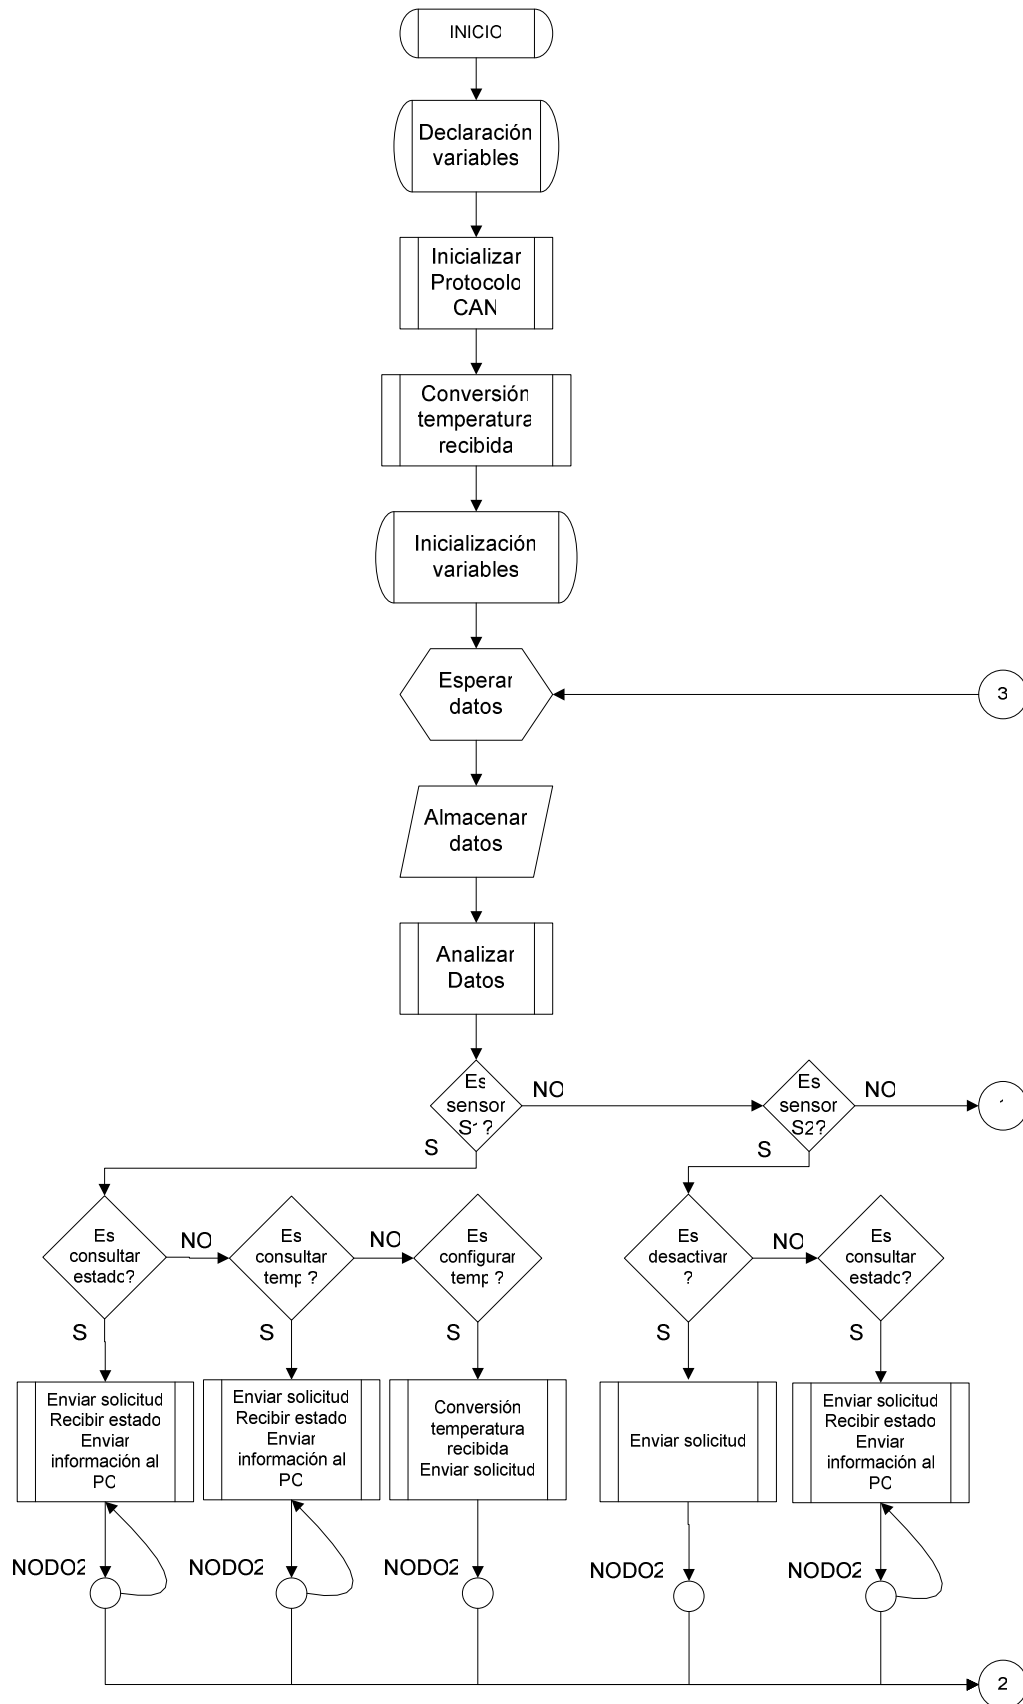 INICIO
Declaración
variables
Inicializar
Protocolo
CAN
Conversión
temperatura
recibida
Inicialización
variables
Esperar
datos
3
Almacenar
datos
Analizar
Datos
Es
sensor
S1?
NO
Es
sensor
S2?
NO
S
S
Es
consultar
estado?
NO
Es
consultar
temp ?
NO
Es
configurar
temp ?
Es
desactivar
?
NO
Es
consultar
estado?
S
S
S
S
S
Enviar solicitud
Recibir estado
Enviar
información al
PC
Enviar solicitud
Recibir estado
Enviar
información al
PC
Conversión
temperatura
recibida
Enviar solicitud
Enviar solicitud
Enviar solicitud
Recibir estado
Enviar
información al
PC
NODO2
NODO2
NODO2
NODO2
NODO2
2